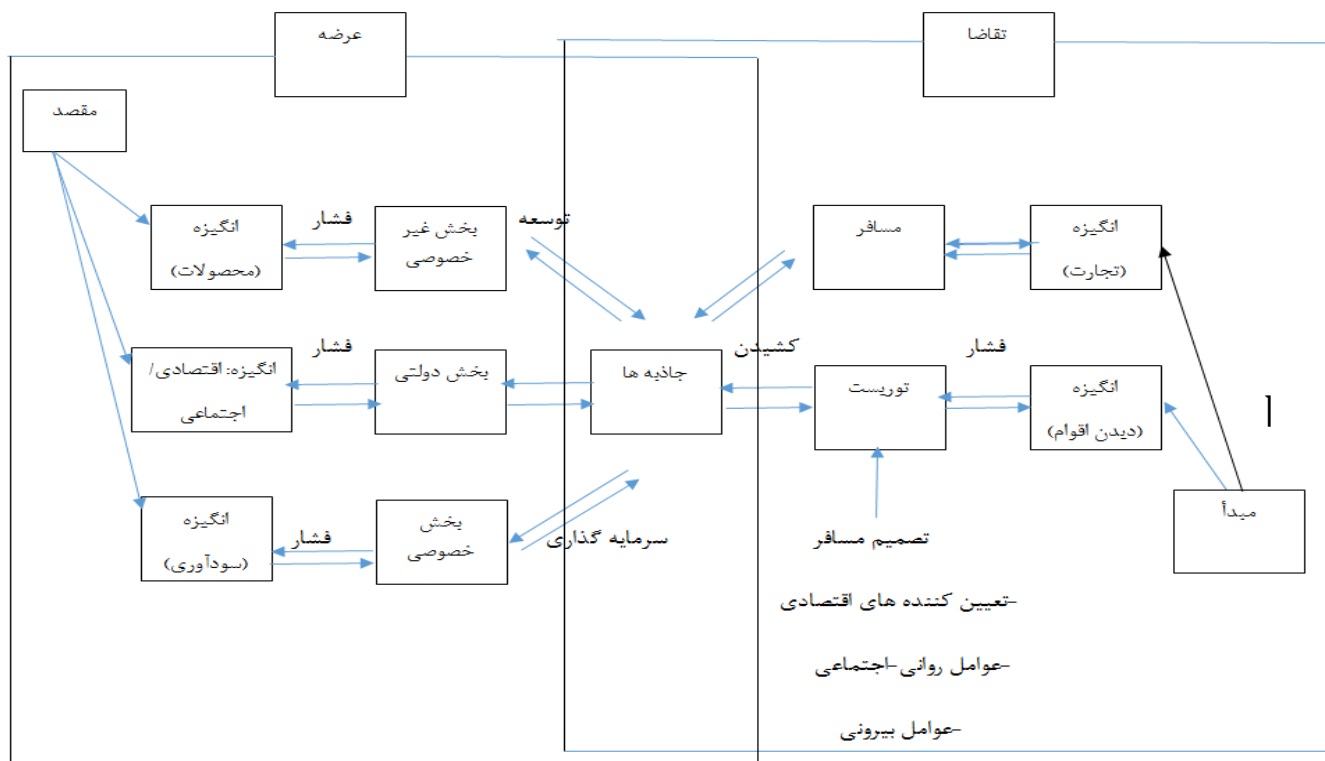 تقاضا
عرضه
مقصد
انگیزه
(تجارت)
مسافر
توسعه
بخش غیر
خصوصی
فشار
انگیزه
(محصولات)
انگیزه
(دیدن اقوام)
فشار
توریست
کشیدن
جاذبه ها
بخش دولتی
فشار
انگیزه: اقتصادی/
اجتماعی
أ
مبدأ
تصمیم مسافر
سرمایه گذاری
بخش
خصوصی
فشار
انگیزه
(سودآوری)
-تعیین کننده های اقتصادی
-عوامل روانی-اجتماعی
-عوامل بیرونی